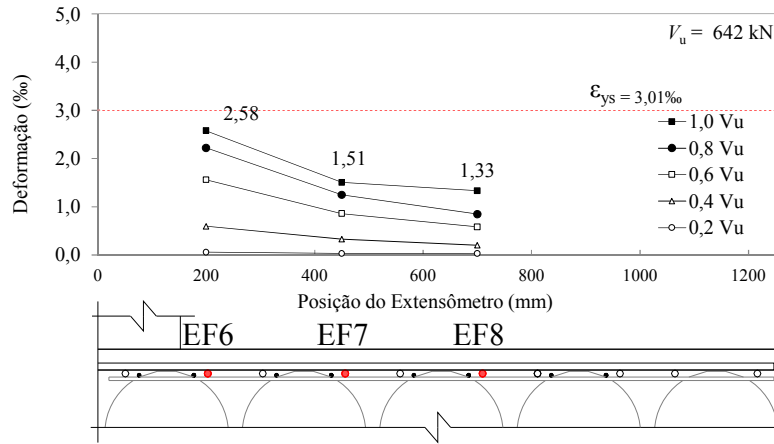 5,0
4,0
3,0
2,0
1,0
0,0
Deformação (‰)
Vu = 642 kN
εys = 3,01‰
2,58
1,51
1,33
1,0 Vu
0,8 Vu
0,6 Vu
0,4 Vu
0,2 Vu
0 200 400 600 800 1000 1200
Posição do Extensômetro (mm)
EF6 EF7 EF8